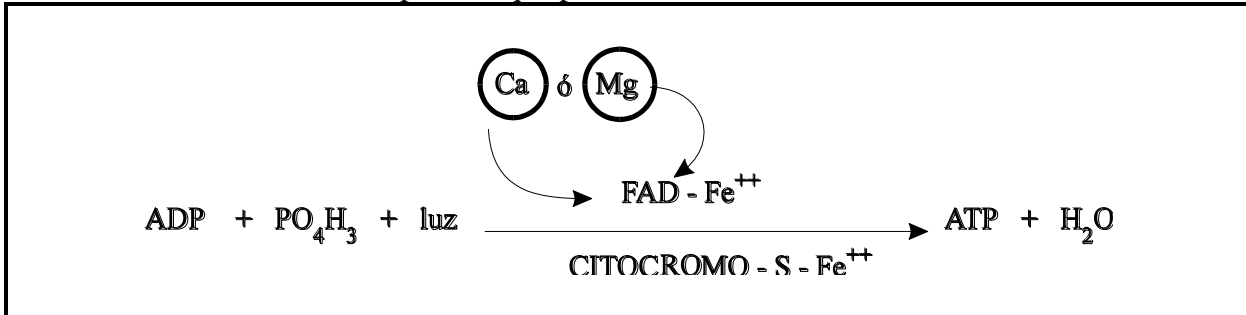 Ca ó Mg
FAD - Fe++
ADP + PO4H3 + luz ATP + H2O
CITOCROMO - S - Fe++